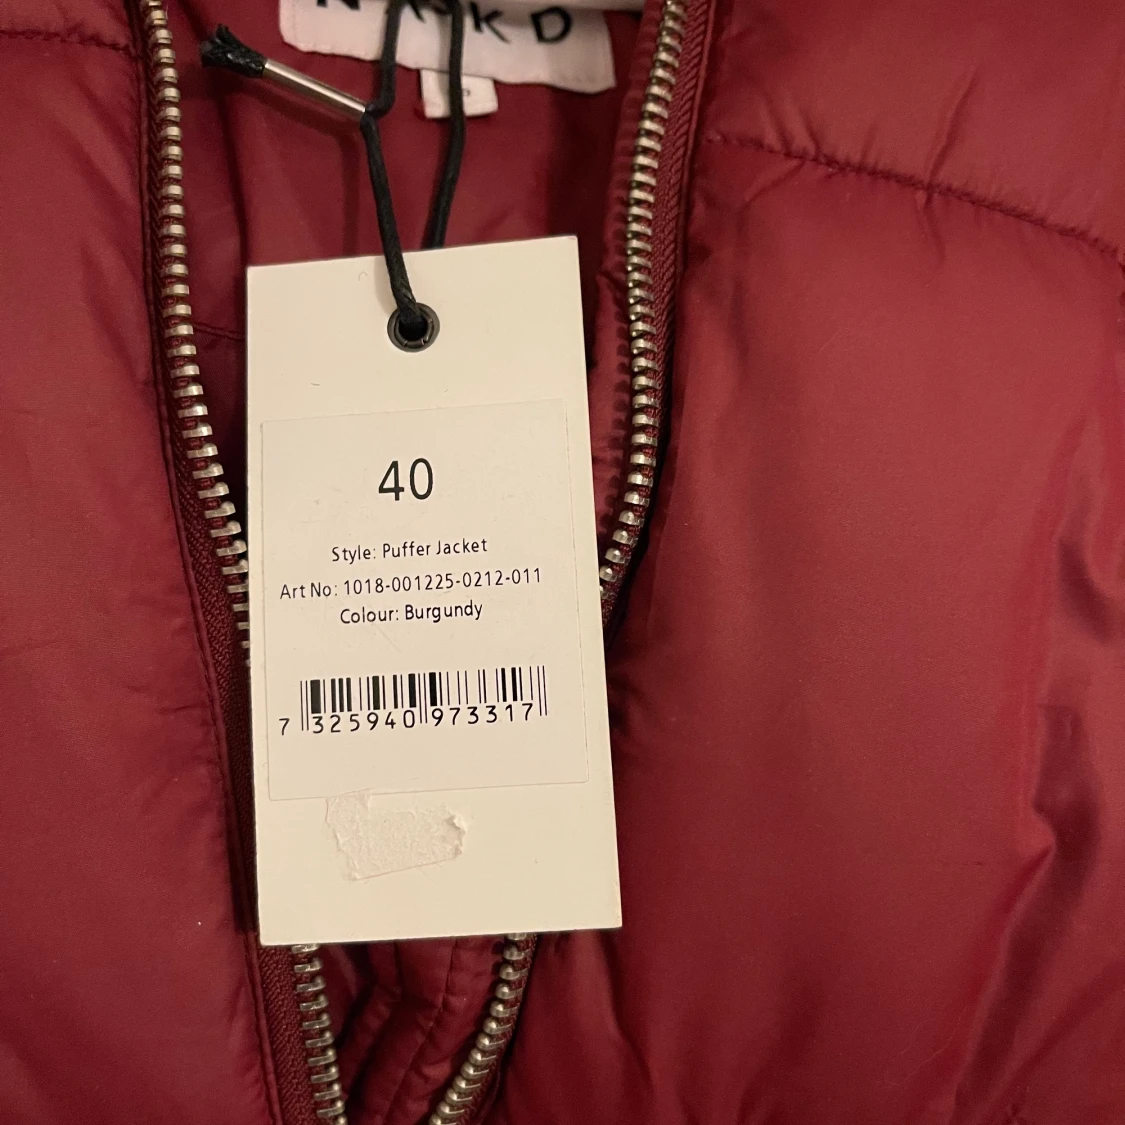 40
Style: Puffer Jacket
Art No: 1018-001225-0212-011
Colour: Burgundy
7 325940 973317